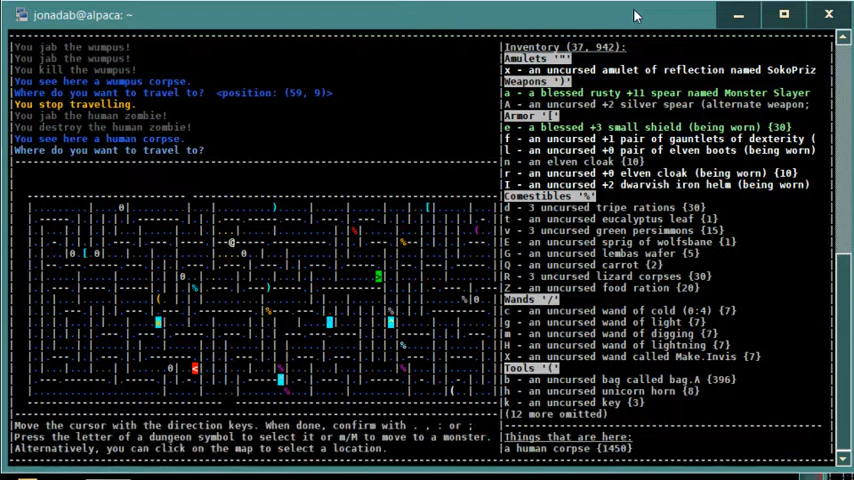 jonadab@alpaca: ~
You jab the wumpus!
You jab the wumpus!
You kill the wumpus!
You see here a wumpus corpse.
Where do you want to travel to?  <position: (59, 9)>
You stop travelling.
You jab the human zombie!
You destroy the human zombie!
You see here a human corpse.
Where do you want to travel to?
Move the cursor with the direction keys. When done, confirm with . , : or ;
Press the letter of a dungeon symbol to select it or m/M to move to a monster.
Alternatively, you can click on the map to select a location.
Inventory (37, 942):
Amulets '"'
x - an uncursed amulet of reflection named SokoPriz
Weapons ')'
a - a blessed rusty +11 spear named Monster Slayer
A - an uncursed +2 silver spear (alternate weapon;
Armor '['
e - a blessed +3 small shield (being worn) {30}
f - an uncursed +1 pair of gauntlets of dexterity (
l - an uncursed +0 pair of elven boots (being worn)
n - an elven cloak {10}
r - an uncursed +0 elven cloak (being worn) {10}
I - an uncursed +2 dwarvish iron helm (being worn)
Comestibles '%'
d - 3 uncursed tripe rations {30}
t - an uncursed eucalyptus leaf {1}
v - 3 uncursed green persimmons {15}
E - an uncursed sprig of wolfsbane {1}
G - an uncursed lembas wafer {5}
Q - an uncursed carrot {2}
R - 3 uncursed lizard corpses {30}
Z - an uncursed food ration {20}
Wands '/'
c - an uncursed wand of cold (0:4) {7}
g - an uncursed wand of light {7}
m - an uncursed wand of digging {7}
H - an uncursed wand of lightning {7}
X - an uncursed wand called Make.Invis {7}
Tools '('
b - an uncursed bag called bag.A {396}
h - an uncursed unicorn horn {8}
k - an uncursed key {3}
(12 more omitted)
Things that are here:
a human corpse {1450}